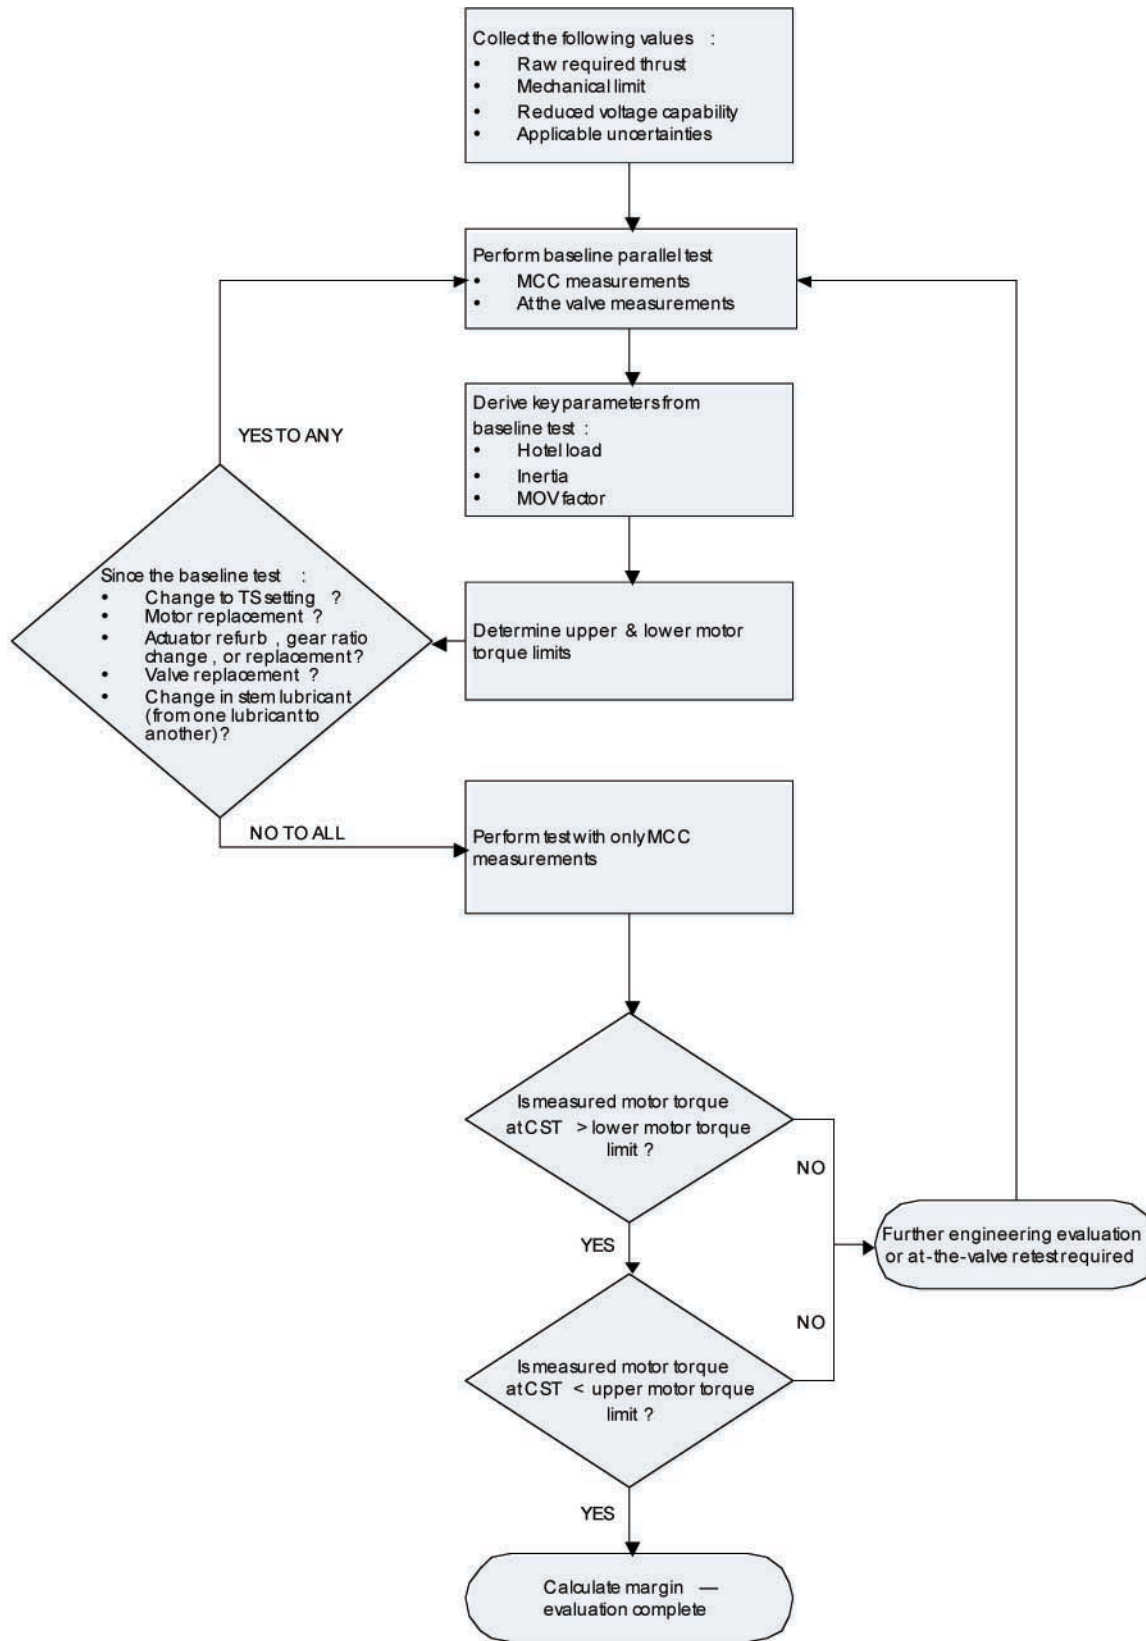 Collect the following values :
• Raw required thrust
• Mechanical limit
• Reduced voltage capability
• Applicable uncertainties
Perform baseline parallel test
• MCC measurements
• At the valve measurements
Derive key parameters from
baseline test :
• Hotel load
• Inertia
• MOV factor
YES TO ANY
Since the baseline test :
• Change to TS setting ?
• Motor replacement ?
• Actuator refurb , gear ratio
change , or replacement ?
• Valve replacement ?
• Change in stem lubricant
(from one lubricant to
another) ?
Determine upper & lower motor
torque limits
NO TO ALL
Perform test with only MCC
measurements
Is measured motor torque
at CST > lower motor torque
limit ?
NO
YES
Further engineering evaluation
or at-the-valve retest required
NO
Is measured motor torque
at CST < upper motor torque
limit ?
YES
Calculate margin —
evaluation complete